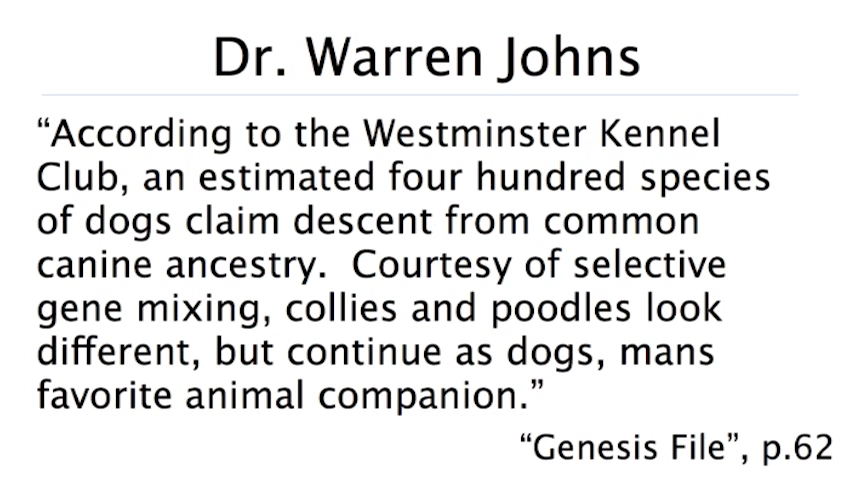 Dr. Warren Johns
“According to the Westminster Kennel
Club, an estimated four hundred species
of dogs claim descent from common
canine ancestry.  Courtesy of selective
gene mixing, collies and poodles look
different, but continue as dogs, mans
favorite animal companion.”
“Genesis File”, p.62